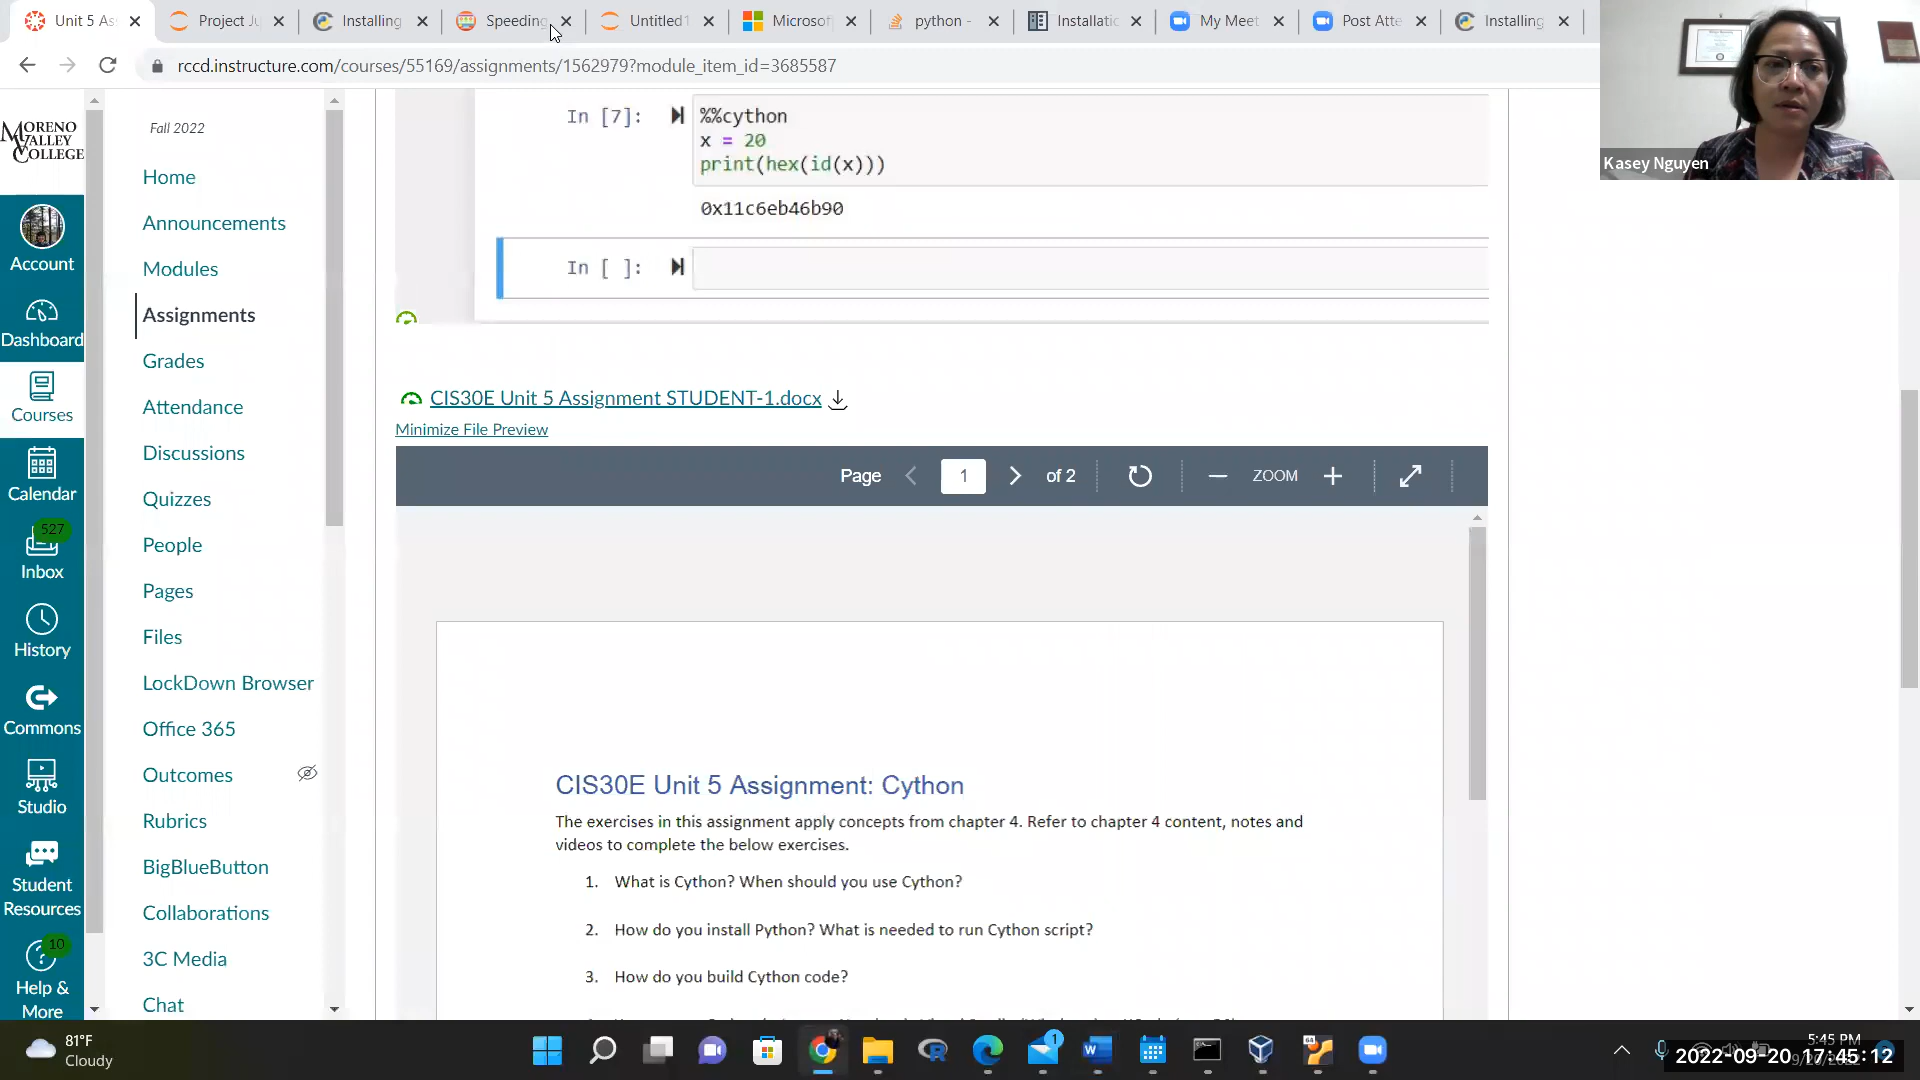 Unit 5 As
Project Ju
Installing
Speeding
Untitled1
Microsof
python -
Installatic
My Meet
Post Atte
Installing
rccd.instructure.com/courses/55169/assignments/1562979?module_item_id=3685587
Kasey Nguyen
MORENO
VALLEY
COLLEGE
Account
Dashboard
Courses
Calendar
527
Inbox
History
Commons
Studio
Student
Resources
10
Help &
More
Fall 2022
Home
Announcements
Modules
Assignments
Grades
Attendance
Discussions
Quizzes
People
Pages
Files
LockDown Browser
Office 365
Outcomes
Rubrics
BigBlueButton
Collaborations
3C Media
Chat
In [7]:
%%cython
x = 20
print(hex(id(x)))
0x11c6eb46b90
In [ ]:
CIS30E Unit 5 Assignment STUDENT-1.docx
Minimize File Preview
Page 1 of 2 ZOOM
CIS30E Unit 5 Assignment: Cython
The exercises in this assignment apply concepts from chapter 4. Refer to chapter 4 content, notes and
videos to complete the below exercises.
1. What is Cython? When should you use Cython?
2. How do you install Python? What is needed to run Cython script?
3. How do you build Cython code?
81°F
Cloudy
1
64
5:45 PM
2022-09-20 17:45:12